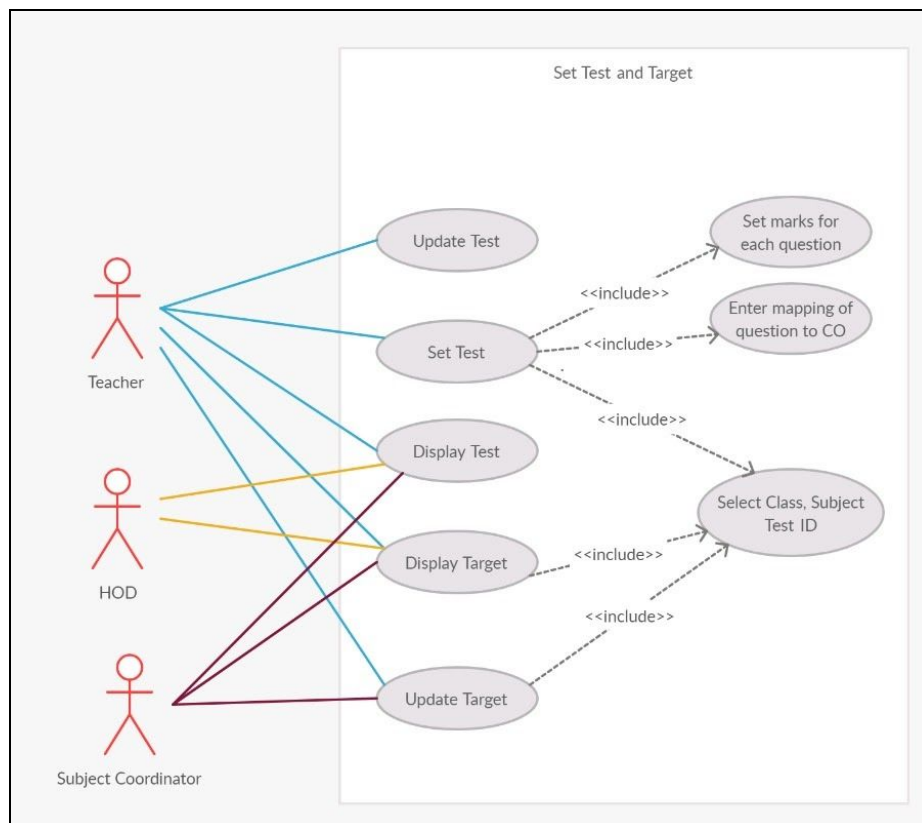 Set Test and Target
Update Test
Set marks for
each question
<<include>>
Enter mapping of
question to CO
<<include>>
Set Test
Teacher
<<include>>
Display Test
Select Class, Subject
Test ID
<<include>>
Display Target
HOD
<<include>>
Update Target
Subject Coordinator